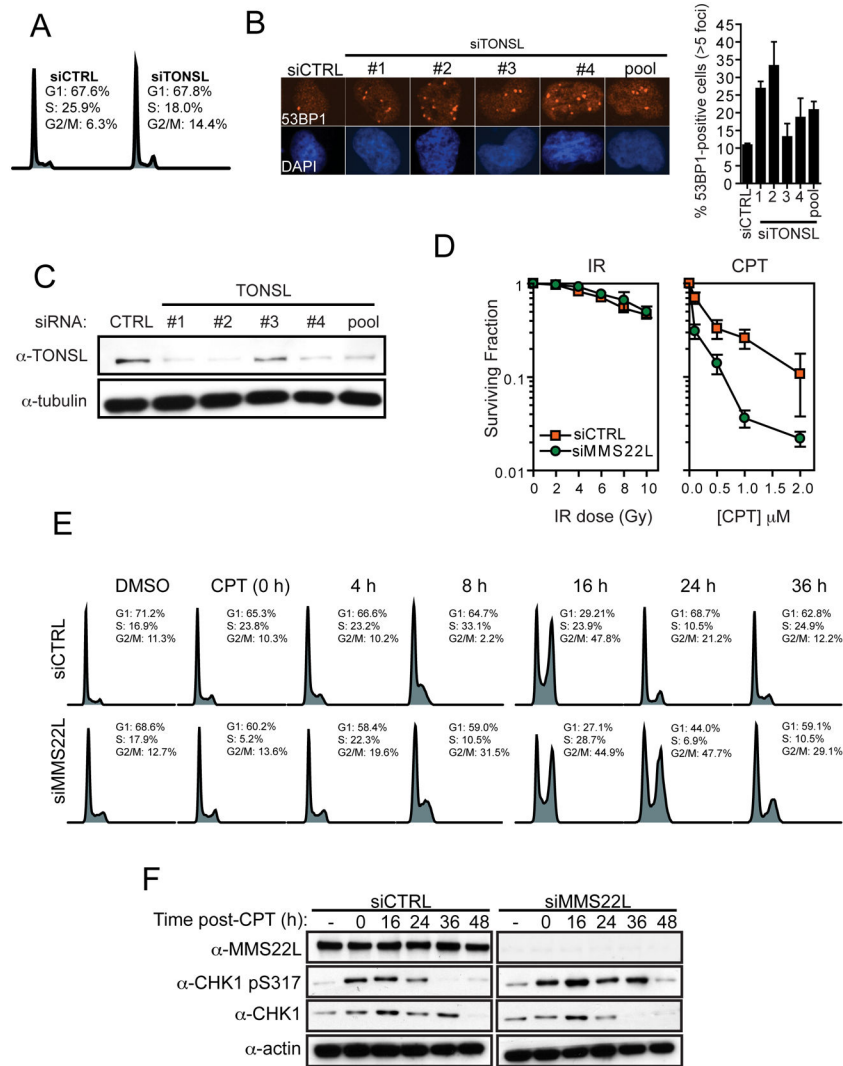 A
siCTRL
G1: 67.6%
S: 25.9%
G2/M: 6.3%
siTONSL
G1: 67.8%
S: 18.0%
G2/M: 14.4%
B
siTONSL
siCTRL #1 #2 #3 #4 pool
53BP1
DAPI
% 53BP1-positive cells (>5 foci)
45
40
35
30
25
20
15
10
5
0
siCTRL 1 2 3 4 pool
siTONSL
C
TONSL
siRNA: CTRL #1 #2 #3 #4 pool
α-TONSL
α-tubulin
D
IR CPT
Surviving Fraction
1 1
0.1 0.1
0.01 0.01
siCTRL
siMMS22L
0 2 4 6 8 10 0.0 0.5 1.0 1.5 2.0
IR dose (Gy) [CPT] μM
E
DMSO CPT (0 h) 4 h 8 h 16 h 24 h 36 h
siCTRL
G1: 71.2% G1: 65.3% G1: 66.6% G1: 64.7% G1: 29.21% G1: 68.7% G1: 62.8%
S: 16.9% S: 23.8% S: 23.2% S: 33.1% S: 23.9% S: 10.5% S: 24.9%
G2/M: 11.3% G2/M: 10.3% G2/M: 10.2% G2/M: 2.2% G2/M: 47.8% G2/M: 21.2% G2/M: 12.2%
siMMS22L
G1: 68.6% G1: 60.2% G1: 58.4% G1: 59.0% G1: 27.1% G1: 44.0% G1: 59.1%
S: 17.9% S: 5.2% S: 22.3% S: 10.5% S: 28.7% S: 6.9% S: 10.5%
G2/M: 12.7% G2/M: 13.6% G2/M: 19.6% G2/M: 31.5% G2/M: 44.9% G2/M: 47.7% G2/M: 29.1%
F
siCTRL siMMS22L
Time post-CPT (h): - 0 16 24 36 48 - 0 16 24 36 48
α-MMS22L
α-CHK1 pS317
α-CHK1
α-actin